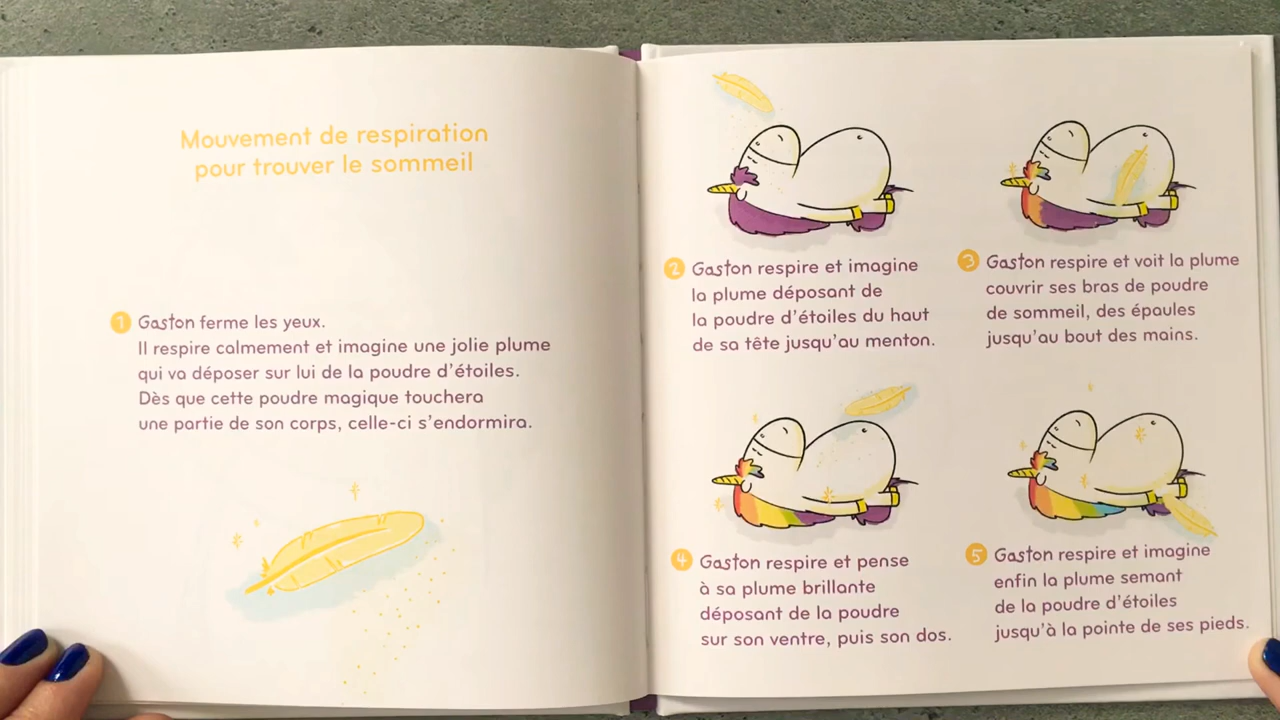 Mouvement de respiration
pour trouver le sommeil
1 Gaston ferme les yeux.
Il respire calmement et imagine une jolie plume
qui va déposer sur lui de la poudre d'étoiles.
Dès que cette poudre magique touchera
une partie de son corps, celle-ci s'endormira.
2 Gaston respire et imagine
la plume déposant de
la poudre d'étoiles du haut
de sa tête jusqu'au menton.
3 Gaston respire et voit la plume
couvrir ses bras de poudre
de sommeil, des épaules
jusqu'au bout des mains.
4 Gaston respire et pense
à sa plume brillante
déposant de la poudre
sur son ventre, puis son dos.
5 Gaston respire et imagine
enfin la plume semant
de la poudre d'étoiles
jusqu'à la pointe de ses pieds.